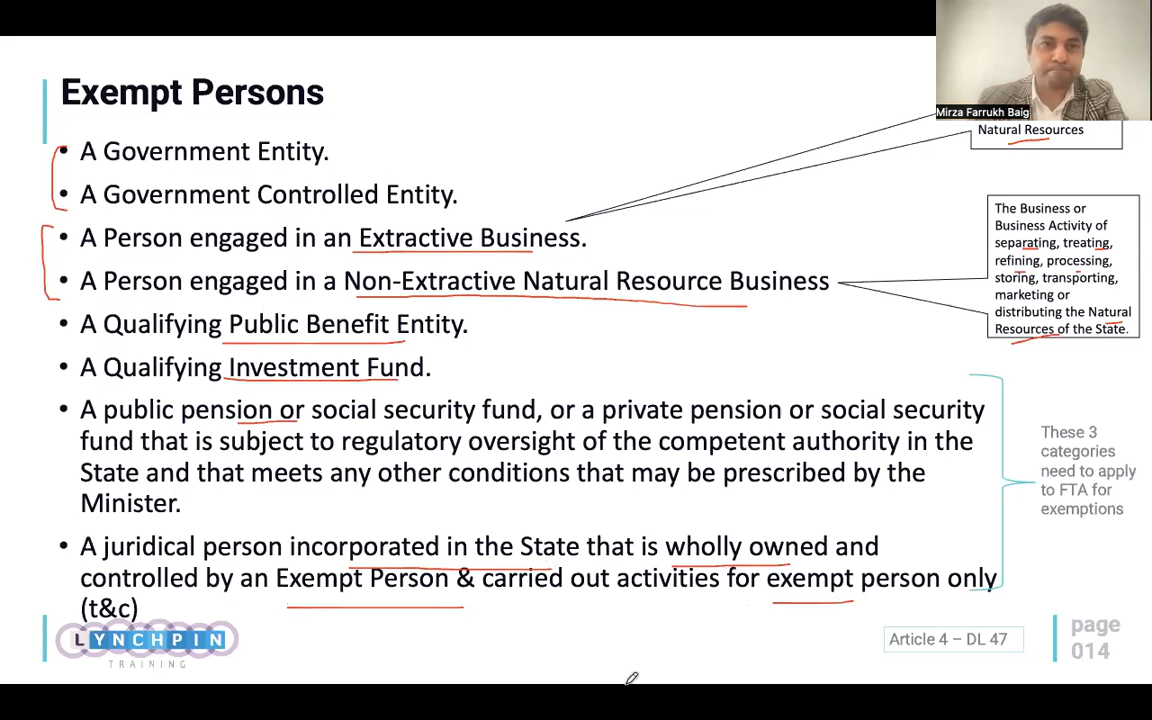 Mirza Farrukh Baig
Exempt Persons
Natural Resources
• A Government Entity.
• A Government Controlled Entity.
• A Person engaged in an Extractive Business.
• A Person engaged in a Non-Extractive Natural Resource Business
The Business or
Business Activity of
separating, treating,
refining, processing,
storing, transporting,
marketing or
distributing the Natural
Resources of the State.
• A Qualifying Public Benefit Entity.
• A Qualifying Investment Fund.
• A public pension or social security fund, or a private pension or social security
fund that is subject to regulatory oversight of the competent authority in the
State and that meets any other conditions that may be prescribed by the
Minister.
• A juridical person incorporated in the State that is wholly owned and
controlled by an Exempt Person & carried out activities for exempt person only
(t&c)
These 3
categories
need to apply
to FTA for
exemptions
LYNCHPIN
TRAINING
Article 4 – DL 47
page
014